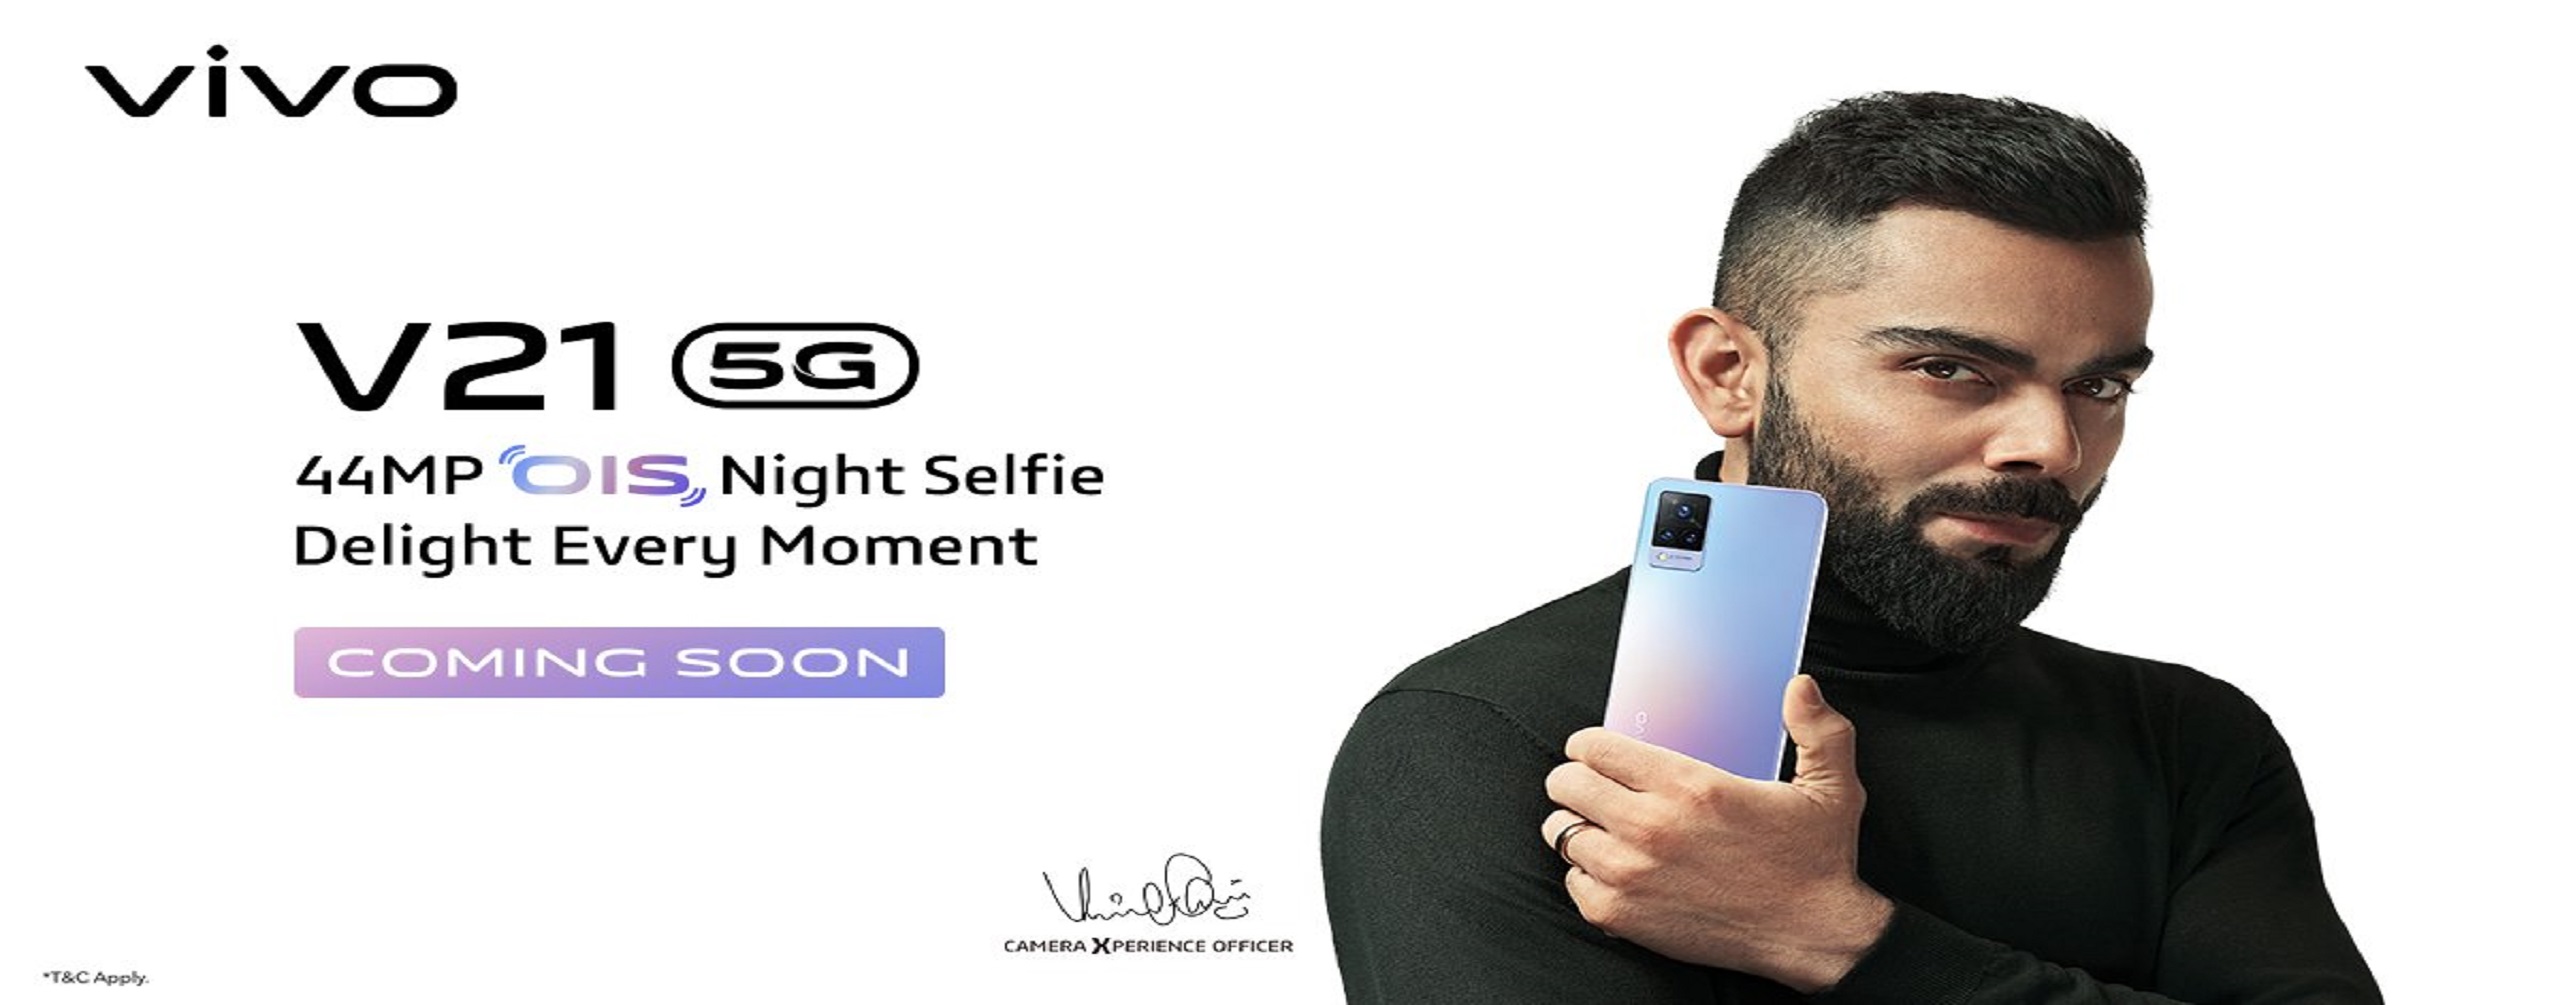 vivo
V21 5G
44MP OIS Night Selfie
Delight Every Moment
COMING SOON
CAMERA XPERIENCE OFFICER
*T&C Apply.